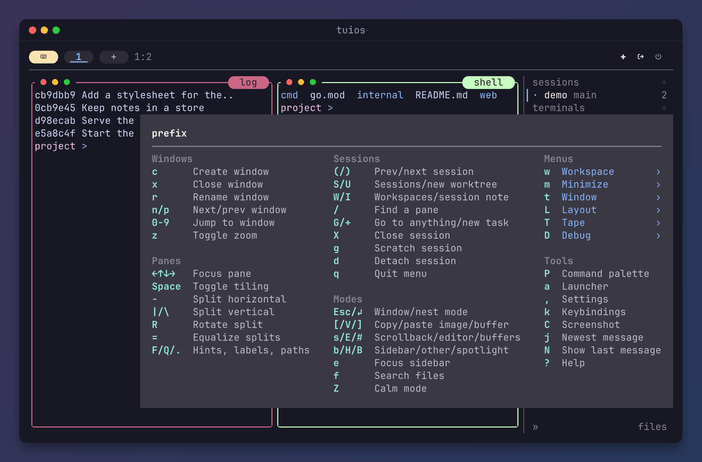 tuios
1 + 1:2
log
shell
sessions +
cb9dbb9 Add a stylesheet for the..
0cb9e45 Keep notes in a store
d98ecab Serve the
e5a8c4f Start the
project >
cmd go.mod internal README.md web
project >
· demo main 2
terminals +
prefix
Windows
c Create window
x Close window
r Rename window
n/p Next/prev window
0-9 Jump to window
z Toggle zoom
Panes
←↑↓→ Focus pane
Space Toggle tiling
- Split horizontal
|/\ Split vertical
R Rotate split
= Equalize splits
F/Q/. Hints, labels, paths
Sessions
(/) Prev/next session
S/U Sessions/new worktree
W/I Workspaces/session note
/ Find a pane
G/+ Go to anything/new task
X Close session
g Scratch session
d Detach session
q Quit menu
Modes
Esc/↲ Window/nest mode
[/V/] Copy/paste image/buffer
s/E/# Scrollback/editor/buffers
b/H/B Sidebar/other/spotlight
e Focus sidebar
f Search files
Z Calm mode
Menus
w Workspace ›
m Minimize ›
t Window ›
L Layout ›
T Tape ›
D Debug ›
Tools
P Command palette
a Launcher
, Settings
k Keybindings
C Screenshot
j Newest message
N Show last message
? Help
» files